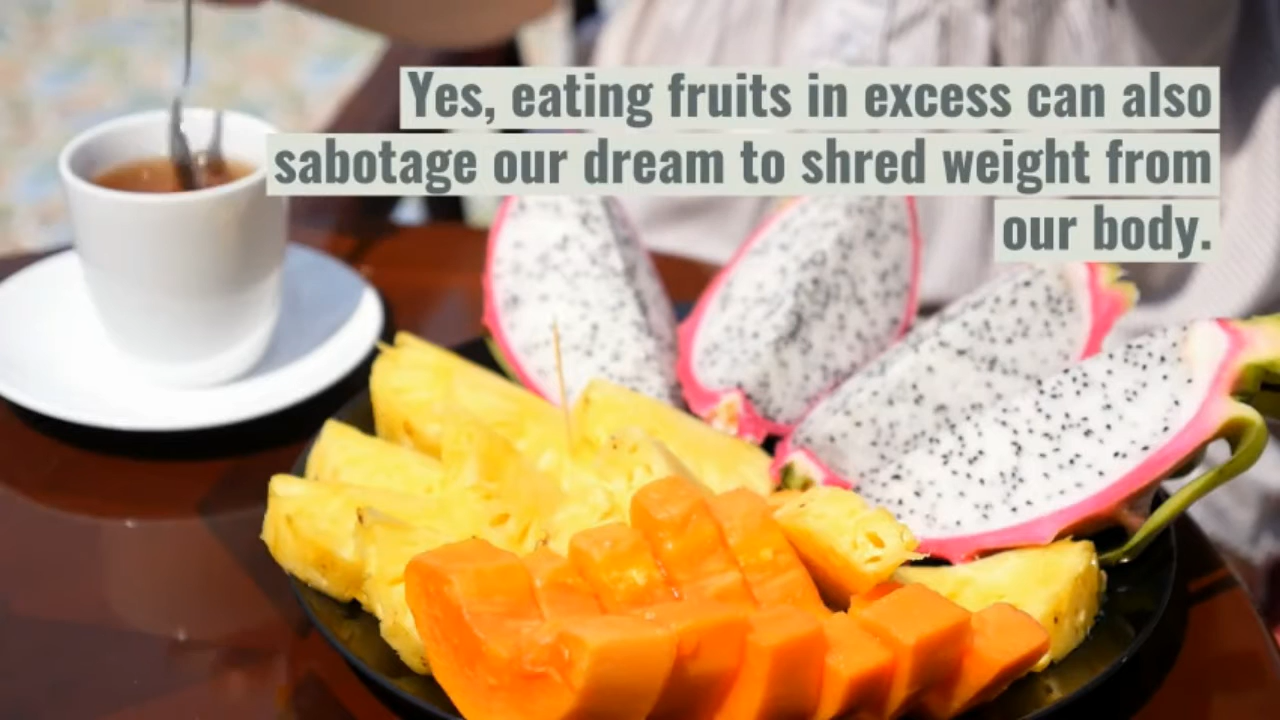 Yes, eating fruits in excess can also
sabotage our dream to shred weight from
our body.